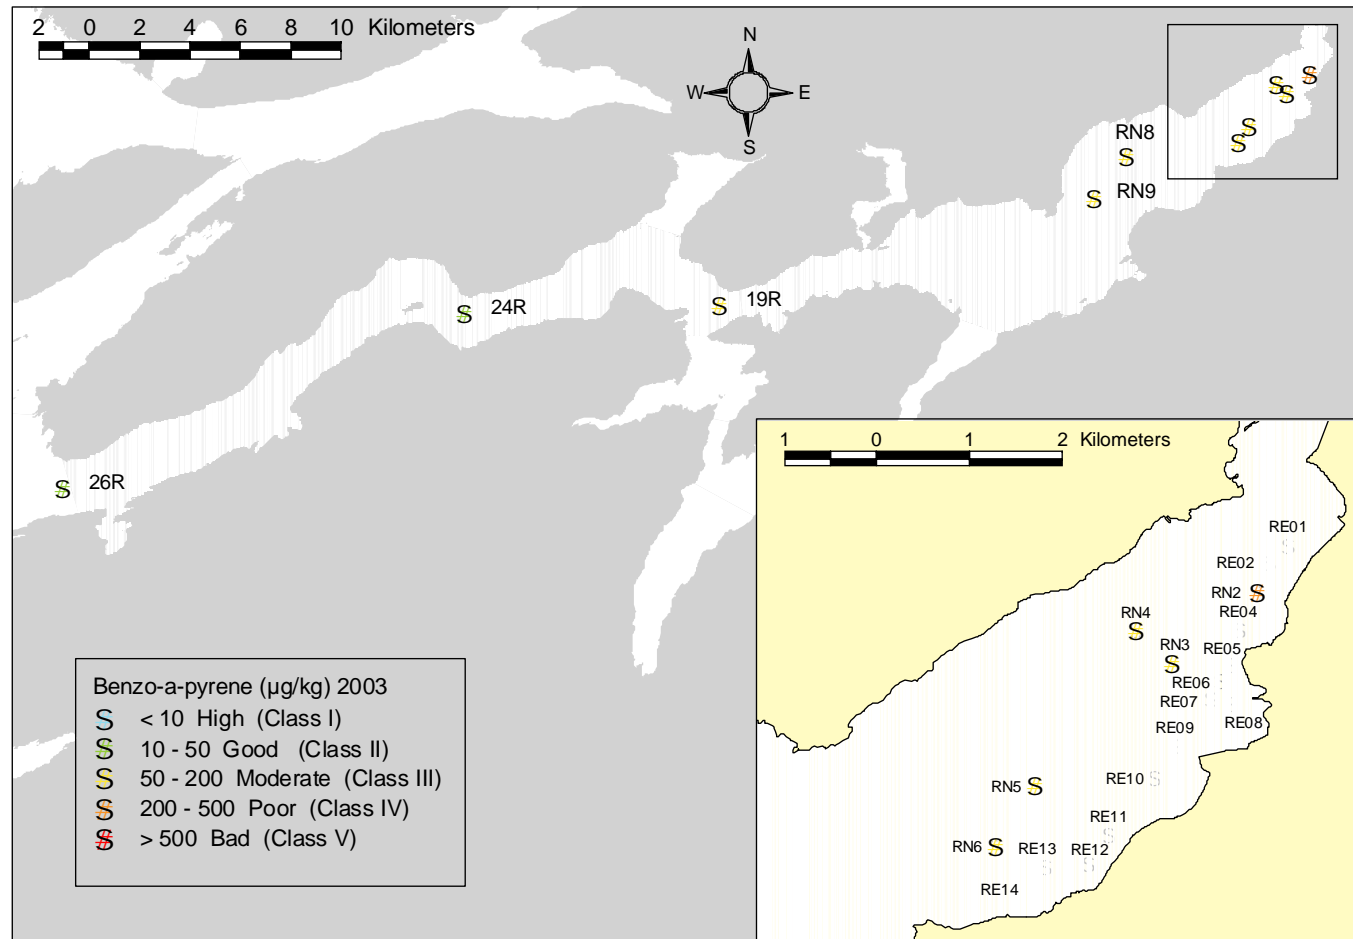 2 0 2 4 6 8 10 Kilometers
N
W E
S
RN8
RN9
24R
19R
26R
1 0 1 2 Kilometers
RE01
RE02
RN2
RE04
RN4
RN3
RE05
RE06
RE07
RE09
RE08
RE10
RN5
RE11
RN6
RE13
RE12
RE14
Benzo-a-pyrene (µg/kg) 2003
S < 10 High (Class I)
S 10 - 50 Good (Class II)
S 50 - 200 Moderate (Class III)
S 200 - 500 Poor (Class IV)
S > 500 Bad (Class V)